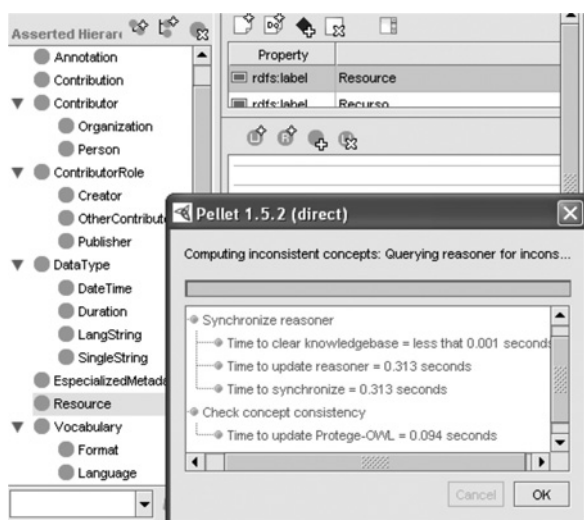 Asserted Hierarc
Annotation
Contribution
Contributor
Organization
Person
ContributorRole
Creator
OtherContribut
Publisher
DataType
DateTime
Duration
LangString
SingleString
EspecializedMetada
Resource
Vocabulary
Format
Language
Property
rdfs:label Resource
rdfs:label Recurso
Pellet 1.5.2 (direct)
Computing inconsistent concepts: Querying reasoner for incons...
Synchronize reasoner
Time to clear knowledgebase = less that 0.001 seconds
Time to update reasoner = 0.313 seconds
Time to synchronize = 0.313 seconds
Check concept consistency
Time to update Protege-OWL = 0.094 seconds
Cancel OK